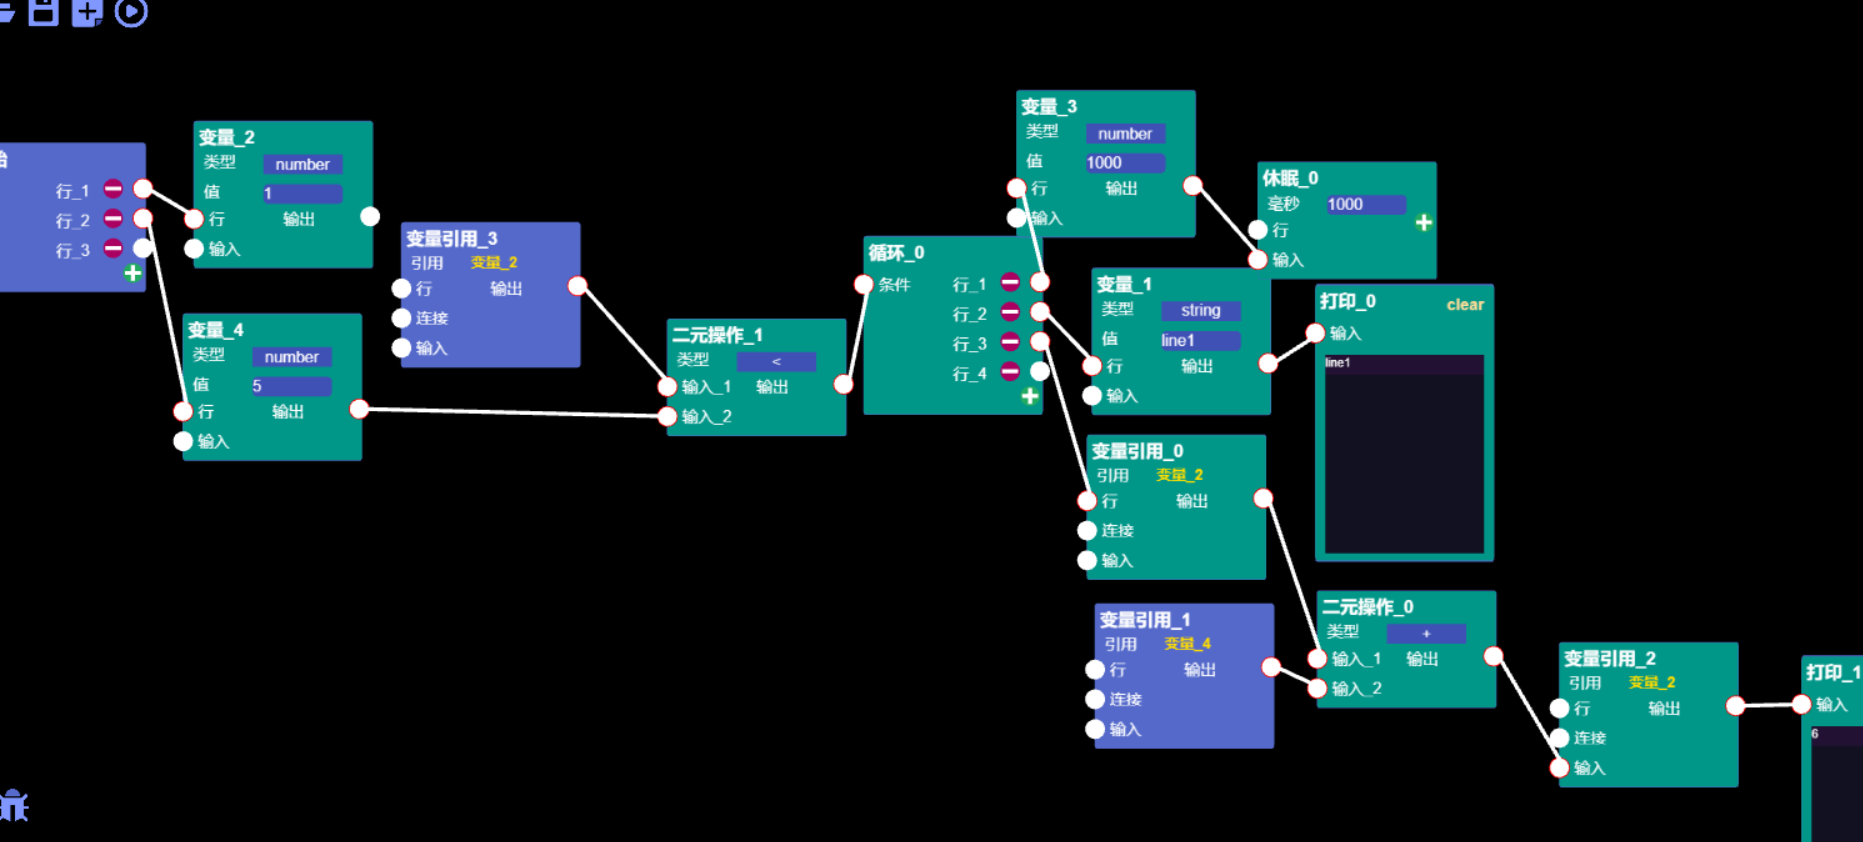 始
行_1
行_2
行_3
变量_2
类型 number
值 1
行 输出
输入
变量_4
类型 number
值 5
行 输出
输入
变量引用_3
引用 变量_2
行 输出
连接
输入
二元操作_1
类型 <
输入_1 输出
输入_2
循环_0
条件 行_1
行_2
行_3
行_4
变量_3
类型 number
值 1000
行 输出
输入
休眠_0
毫秒 1000
行
输入
变量_1
类型 string
值 line1
行 输出
输入
打印_0 clear
输入
line1
变量引用_0
引用 变量_2
行 输出
连接
输入
变量引用_1
引用 变量_4
行 输出
连接
输入
二元操作_0
类型 +
输入_1 输出
输入_2
变量引用_2
引用 变量_2
行 输出
连接
输入
打印_1
输入
6